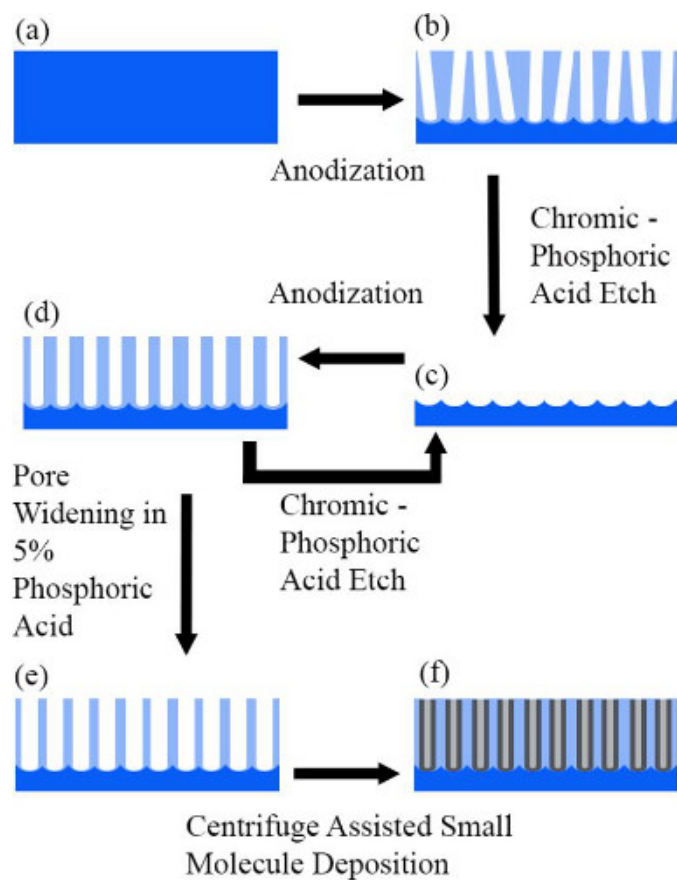 (a)
(b)
Anodization
Chromic -
Phosphoric
Acid Etch
Anodization
(d)
(c)
Pore
Widening in
5%
Phosphoric
Acid
Chromic -
Phosphoric
Acid Etch
(e)
(f)
Centrifuge Assisted Small
Molecule Deposition